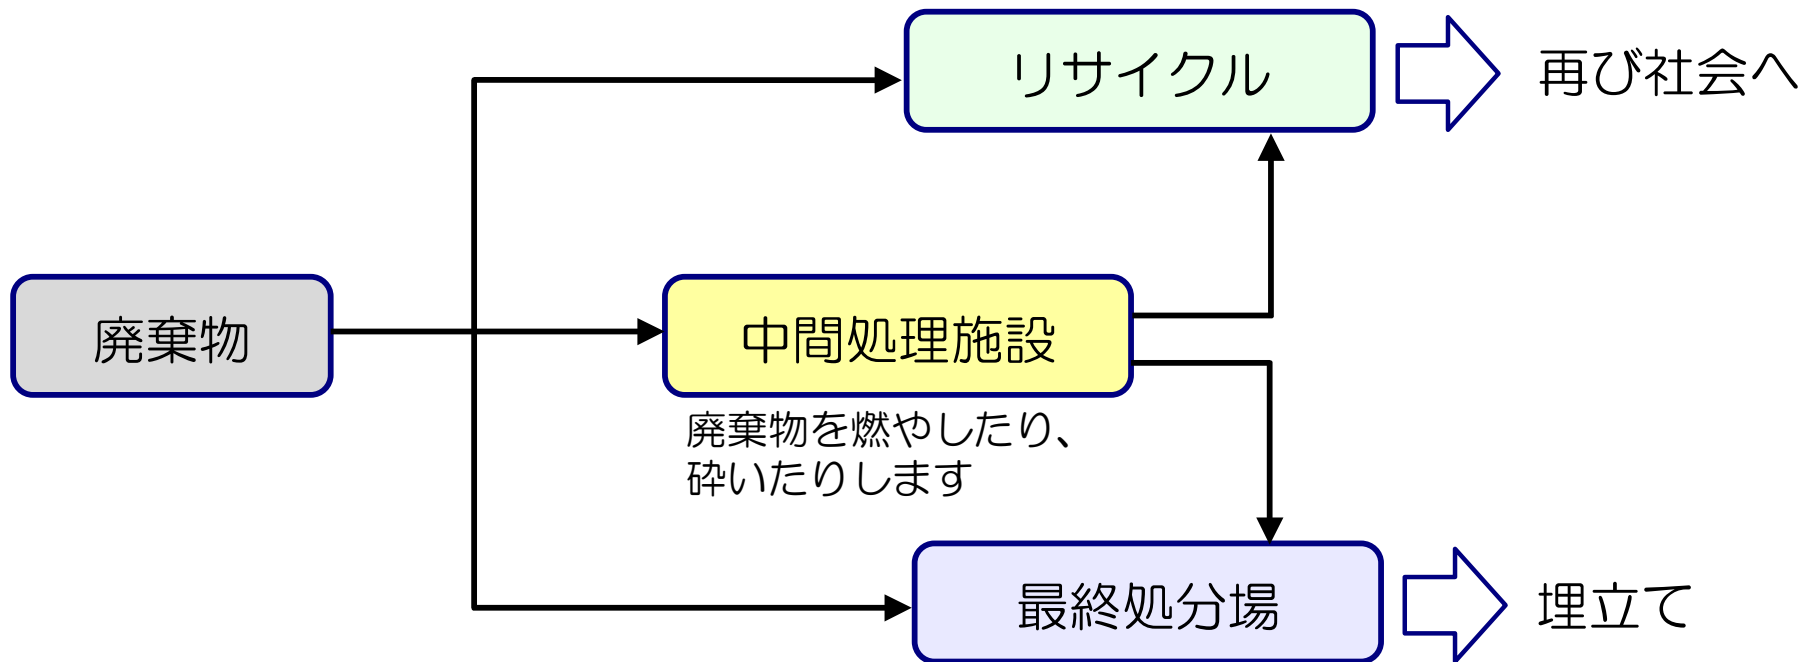 リサイクル
再び社会へ
廃棄物
中間処理施設
廃棄物を燃やしたり、
砕いたりします
最終処分場
埋立て